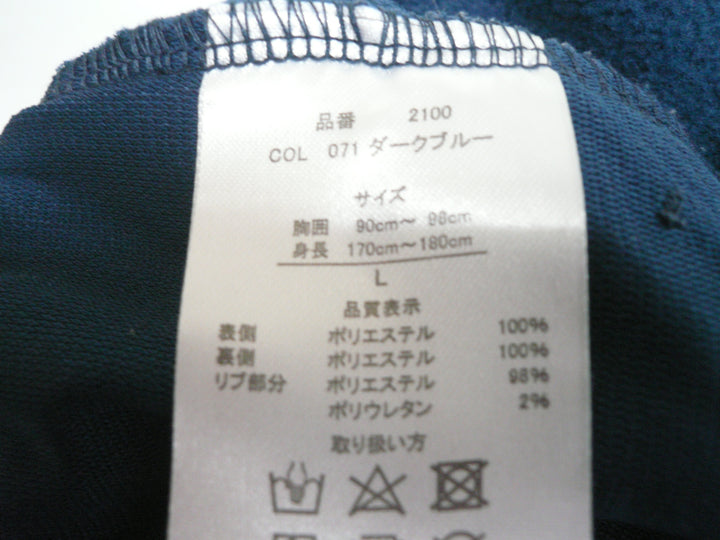 品番 2100
COL 071 ダークブルー
サイズ
胸囲 90cm～ 98cm
身長 170cm～180cm
L
品質表示
表側 ポリエステル 100%
裏側 ポリエステル 100%
リブ部分 ポリエステル 98%
ポリウレタン 2%
取り扱い方